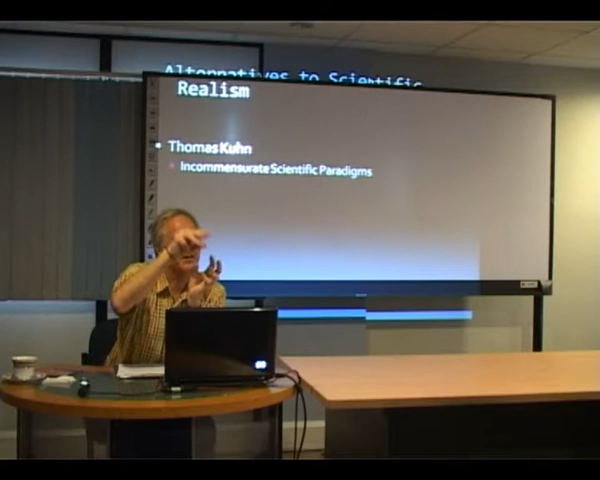 Alternatives to Scientific
Realism
Thomas Kuhn
Incommensurate Scientific Paradigms